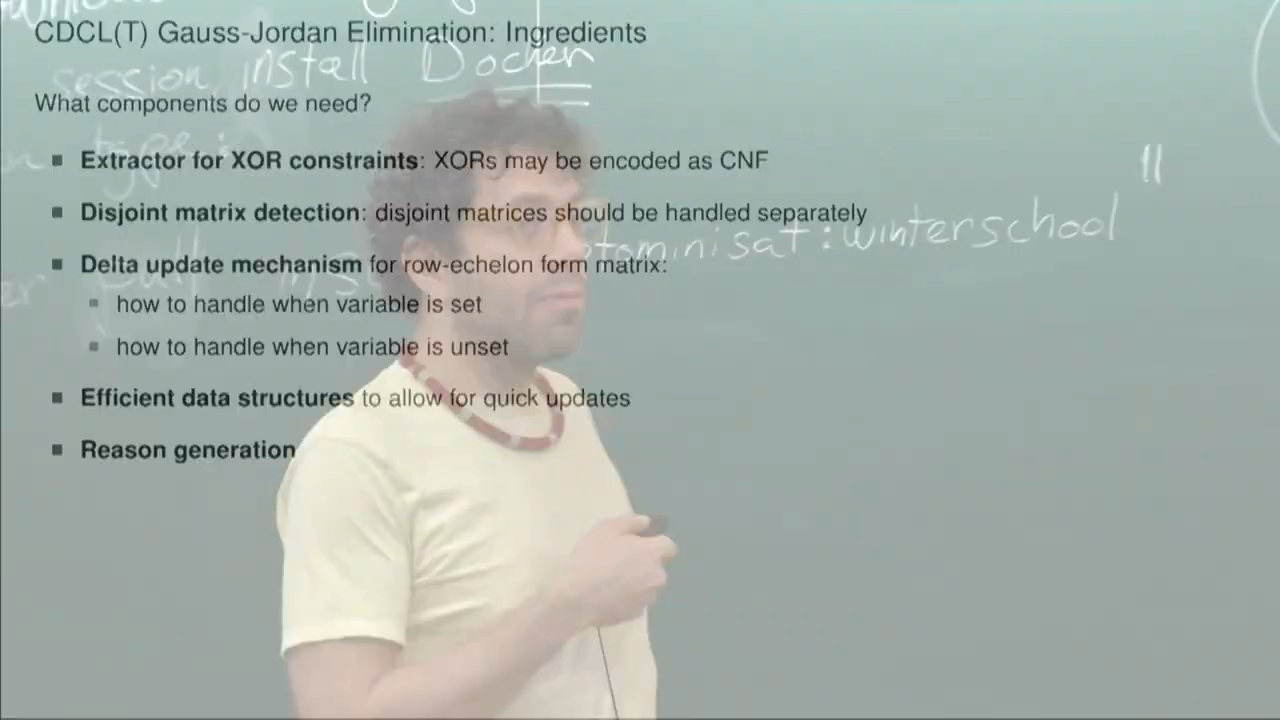 CDCL(T) Gauss-Jordan Elimination: Ingredients
session, install Docker
What components do we need?
type:
▪ Extractor for XOR constraints: XORs may be encoded as CNF
▪ Disjoint matrix detection: disjoint matrices should be handled separately
tominisat:winterschool
▪ Delta update mechanism for row-echelon form matrix:
▪ how to handle when variable is set
▪ how to handle when variable is unset
▪ Efficient data structures to allow for quick updates
▪ Reason generation